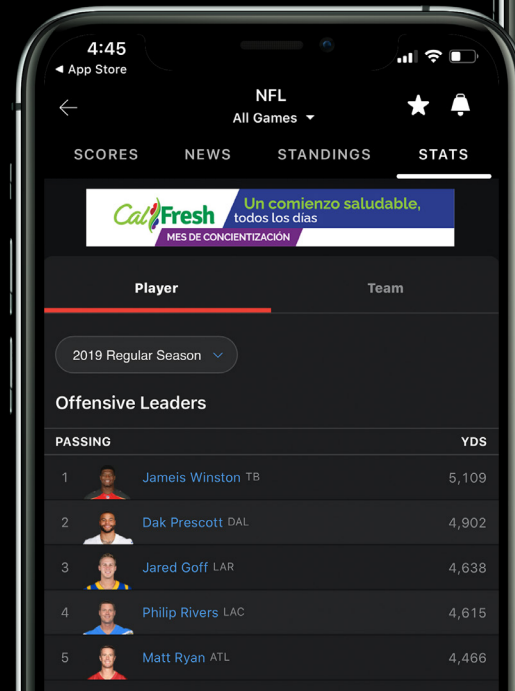 4:45
◀ App Store
NFL
All Games ▼
SCORES NEWS STANDINGS STATS
CalFresh
Un comienzo saludable,
todos los días
MES DE CONCIENTIZACIÓN
Player Team
2019 Regular Season
Offensive Leaders
PASSING YDS
1 Jameis Winston TB 5,109
2 Dak Prescott DAL 4,902
3 Jared Goff LAR 4,638
4 Philip Rivers LAC 4,615
5 Matt Ryan ATL 4,466